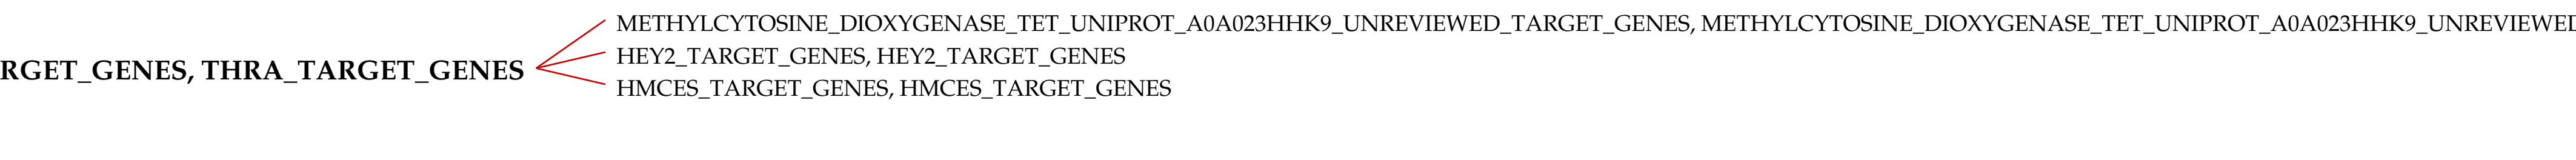 METHYLCYTOSINE_DIOXYGENASE_TET_UNIPROT_A0A023HHK9_UNREVIEWED_TARGET_GENES, METHYLCYTOSINE_DIOXYGENASE_TET_UNIPROT_A0A023HHK9_UNREVIEWED
HEY2_TARGET_GENES, HEY2_TARGET_GENES
RGET_GENES, THRA_TARGET_GENES
HMCES_TARGET_GENES, HMCES_TARGET_GENES